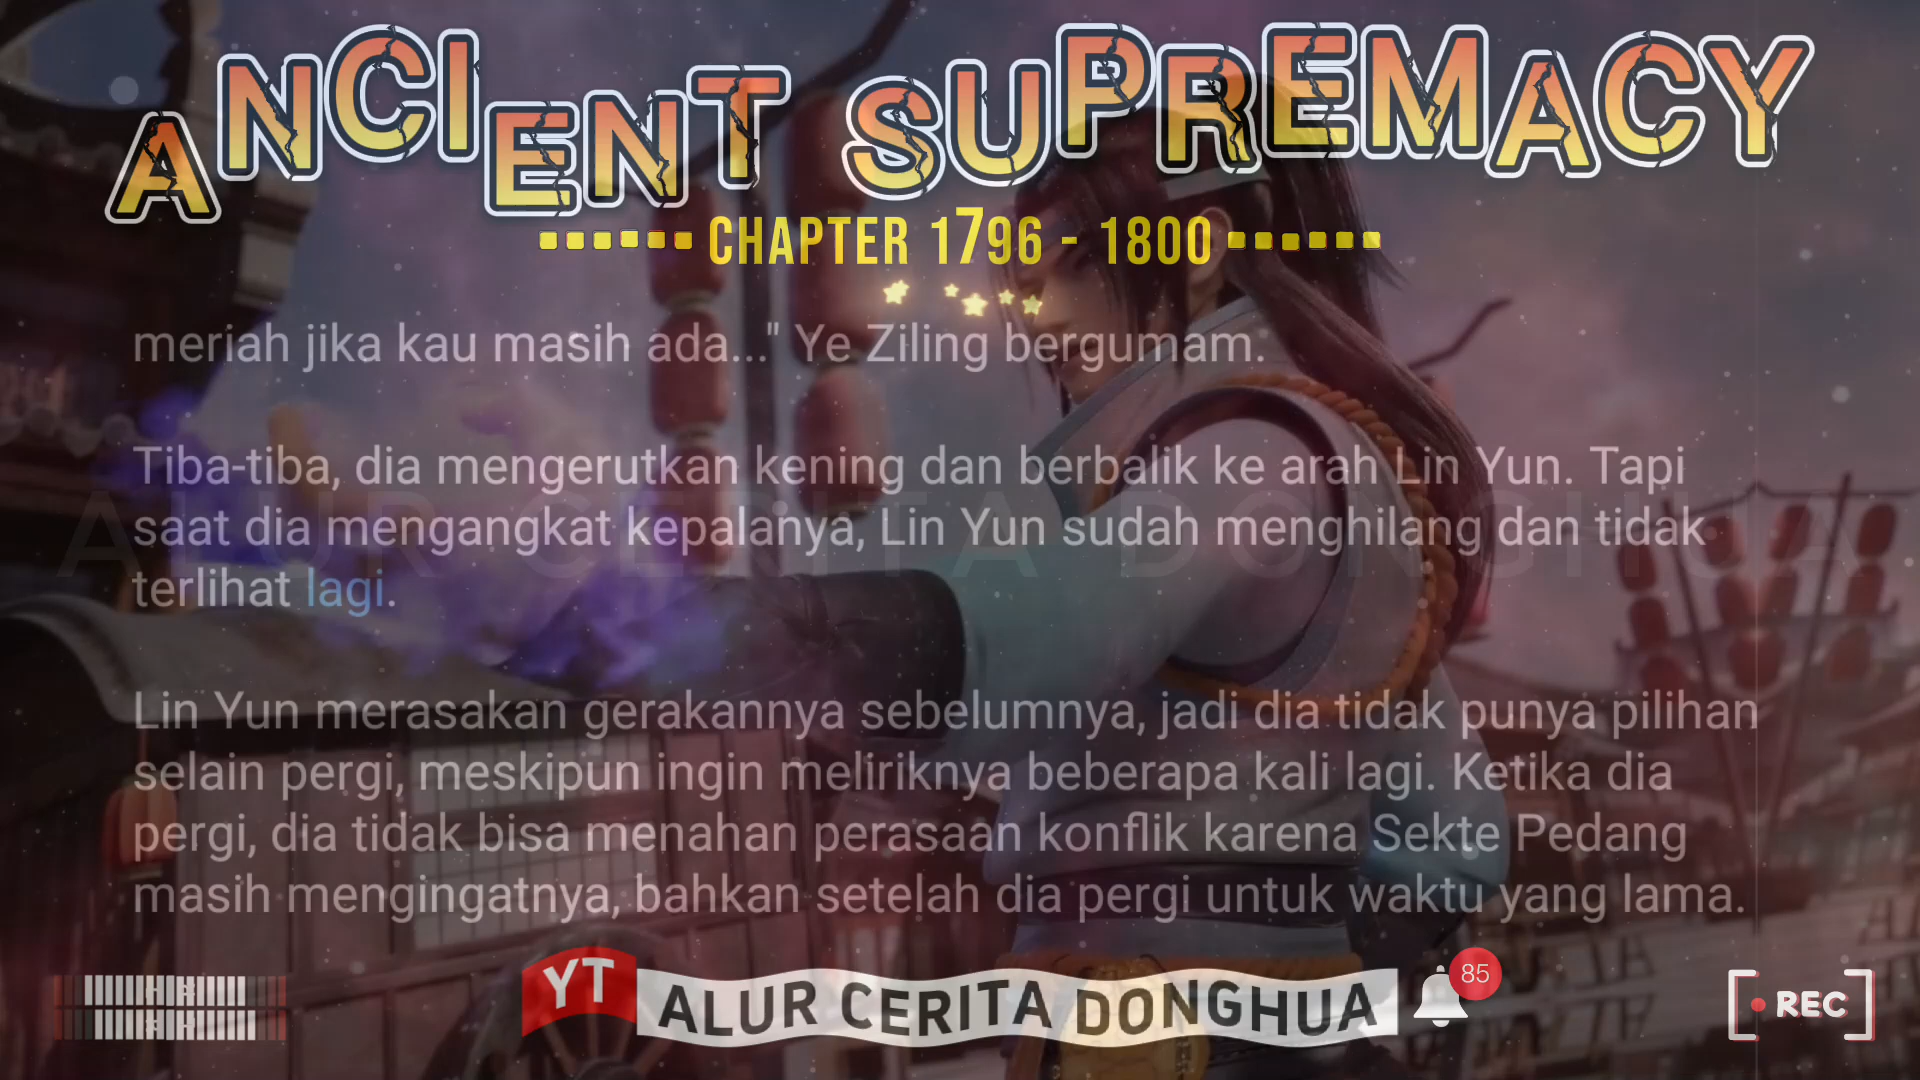 ANCIENT SUPREMACY
CHAPTER 1796 - 1800
meriah jika kau masih ada..." Ye Ziling bergumam.
Tiba-tiba, dia mengerutkan kening dan berbalik ke arah Lin Yun. Tapi
saat dia mengangkat kepalanya, Lin Yun sudah menghilang dan tidak
terlihat lagi.
ALUR CERITA DONGHUA
Lin Yun merasakan gerakannya sebelumnya, jadi dia tidak punya pilihan
selain pergi, meskipun ingin meliriknya beberapa kali lagi. Ketika dia
pergi, dia tidak bisa menahan perasaan konflik karena Sekte Pedang
masih mengingatnya, bahkan setelah dia pergi untuk waktu yang lama.
YT ALUR CERITA DONGHUA 85
REC